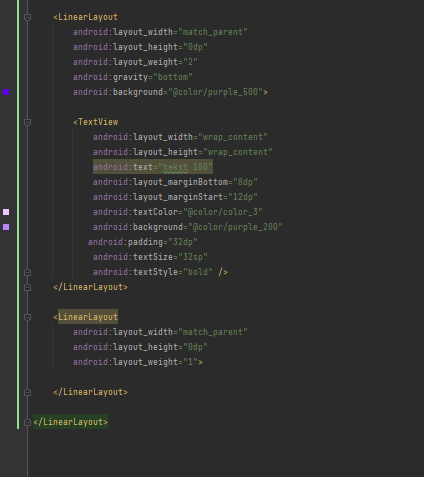 <LinearLayout
android:layout_width="match_parent"
android:layout_height="0dp"
android:layout_weight="2"
android:gravity="bottom"
android:background="@color/purple_500">
<TextView
android:layout_width="wrap_content"
android:layout_height="wrap_content"
android:text="tekst 100"
android:layout_marginBottom="8dp"
android:layout_marginStart="12dp"
android:textColor="@color/color_3"
android:background="@color/purple_200"
android:padding="32dp"
android:textSize="32sp"
android:textStyle="bold" />
</LinearLayout>
<LinearLayout
android:layout_width="match_parent"
android:layout_height="0dp"
android:layout_weight="1">
</LinearLayout>
</LinearLayout>